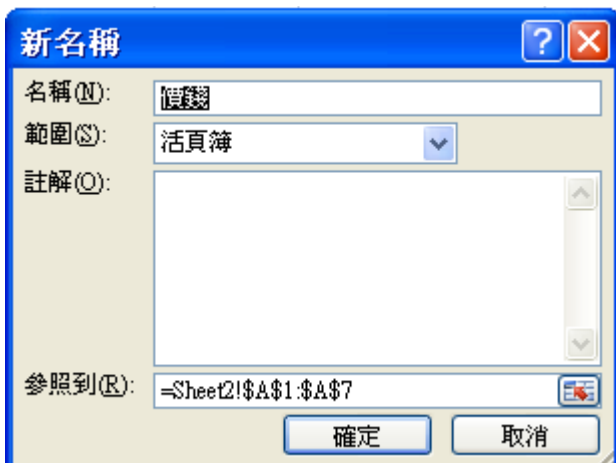 新名稱
名稱(N): 價錢
範圍(S): 活頁簿
註解(O):
參照到(R): =Sheet2!$A$1:$A$7
確定 取消